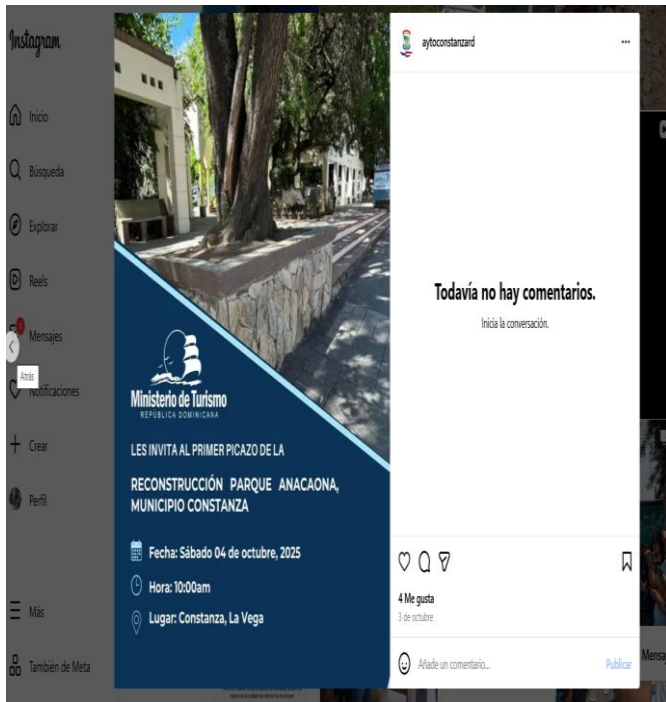 Instagram
Inicio
Búsqueda
Explorar
Reels
Mensajes
Atrás
Notificaciones
Crear
Perfil
Más
También de Meta
Ministerio de Turismo
REPÚBLICA DOMINICANA
LES INVITA AL PRIMER PICAZO DE LA
RECONSTRUCCIÓN PARQUE ANACAONA,
MUNICIPIO CONSTANZA
Fecha: Sábado 04 de octubre, 2025
Hora: 10:00am
Lugar: Constanza, La Vega
aytoconstanzard
Todavía no hay comentarios.
Inicia la conversación.
4 Me gusta
3 de octubre
Añade un comentario...
Publicar